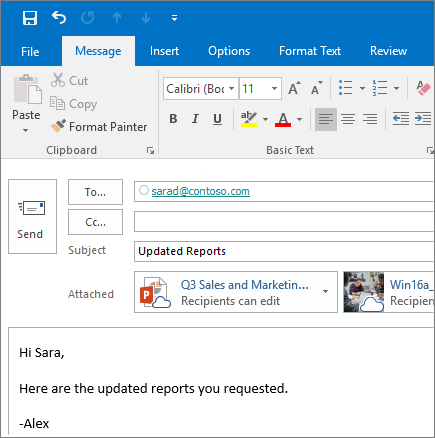 File Message Insert Options Format Text Review
Cut
Copy
Paste
Format Painter
Clipboard
Calibri (Boc 11
B I U
Basic Text
To...
sarad@contoso.com
Cc...
Send
Subject
Updated Reports
Attached
Q3 Sales and Marketin...
Recipients can edit
Win16a_
Recipien
Hi Sara,
Here are the updated reports you requested.
-Alex